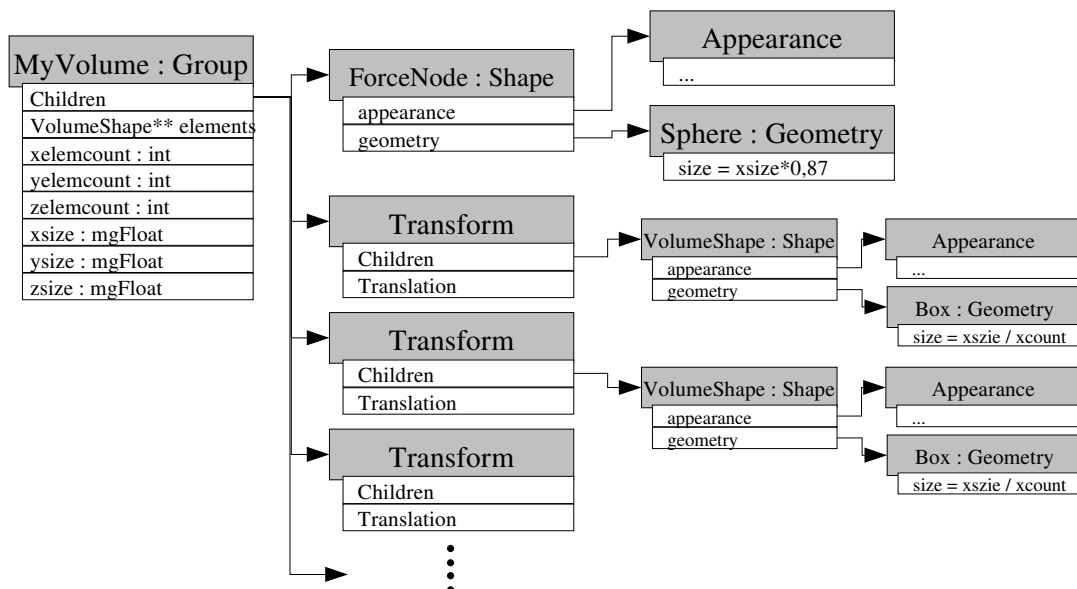 MyVolume : Group
Children
VolumeShape** elements
xelemcount : int
yelemcount : int
zelemcount : int
xsize : mgFloat
ysize : mgFloat
zsize : mgFloat
ForceNode : Shape
appearance
geometry
Appearance
...
Sphere : Geometry
size = xsize*0,87
Transform
Children
Translation
VolumeShape : Shape
appearance
geometry
Appearance
...
Box : Geometry
size = xszie / xcount
Transform
Children
Translation
VolumeShape : Shape
appearance
geometry
Appearance
...
Box : Geometry
size = xszie / xcount
Transform
Children
Translation